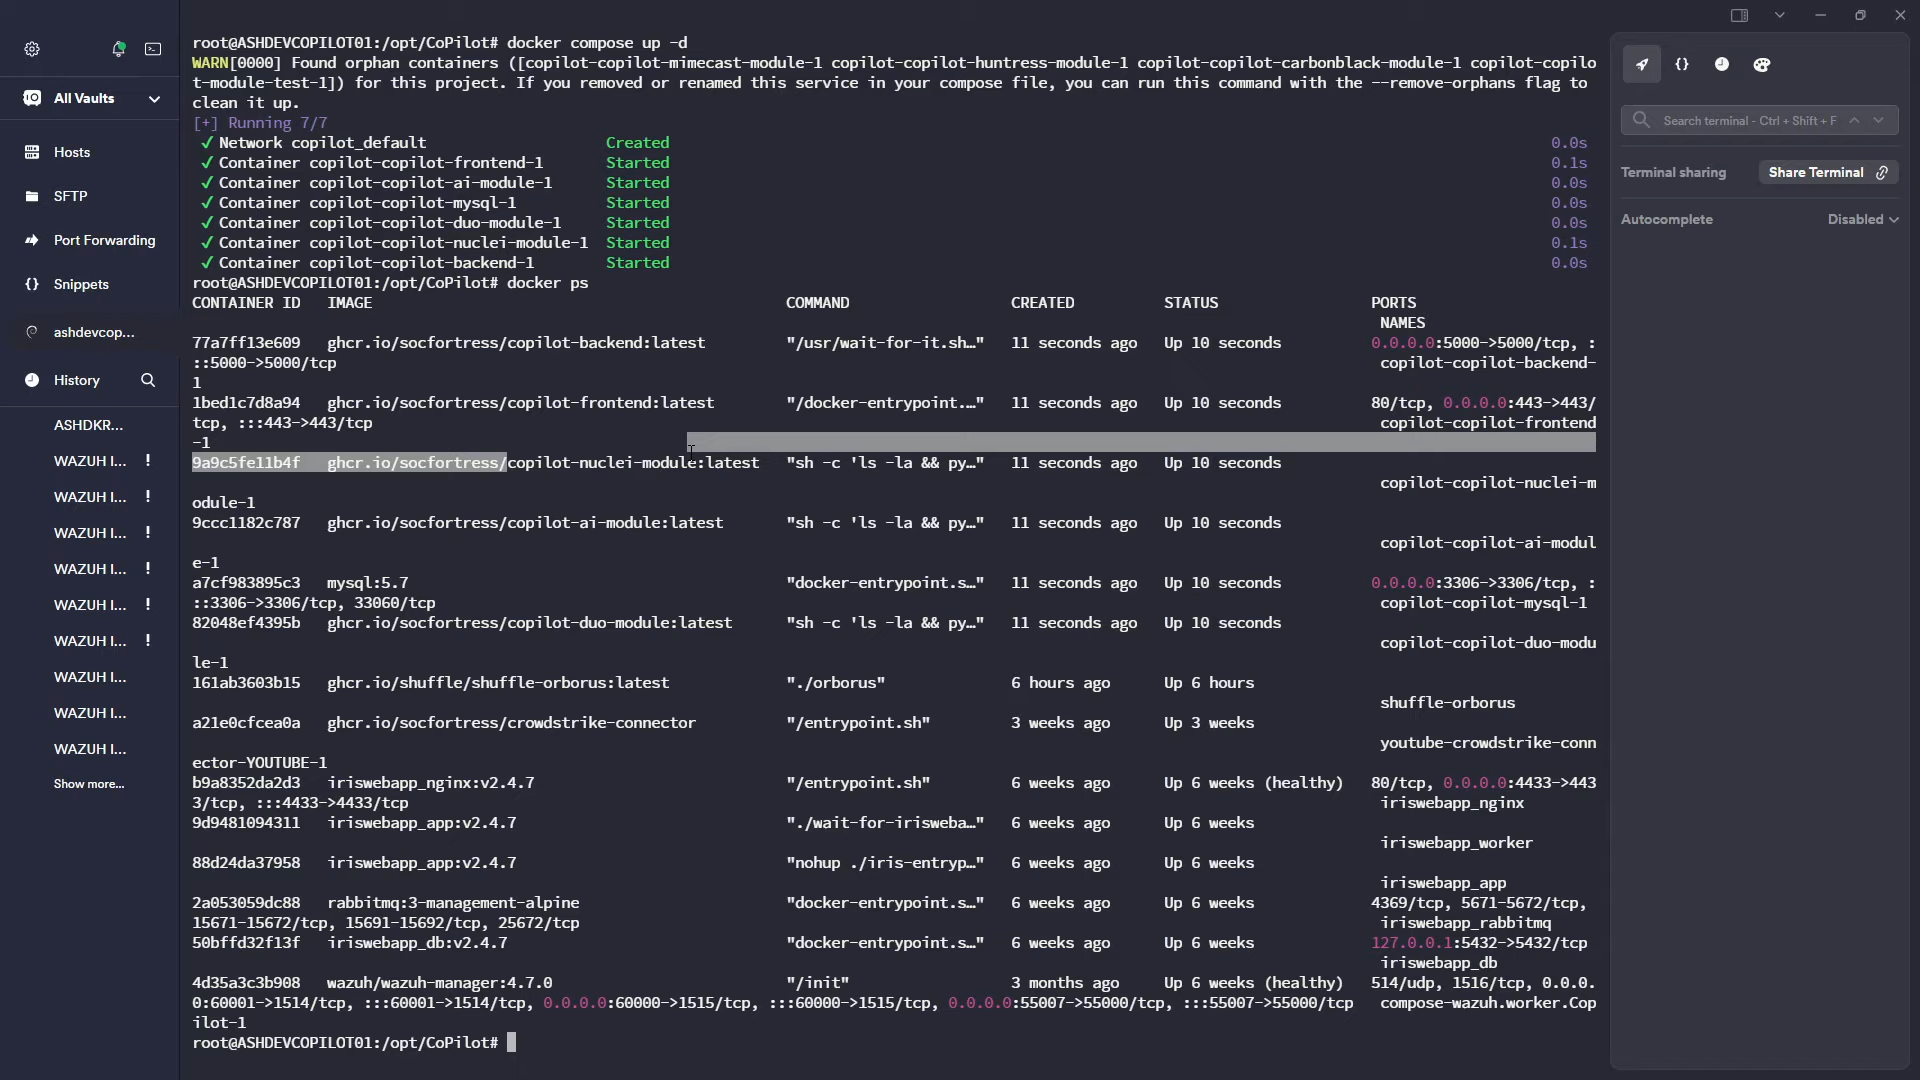 All Vaults
Hosts
SFTP
Port Forwarding
Snippets
ashdevcop...
History
ASHDKR...
WAZUH I... !
WAZUH I... !
WAZUH I... !
WAZUH I... !
WAZUH I... !
WAZUH I... !
WAZUH I...
WAZUH I...
WAZUH I...
Show more...
root@ASHDEVCOPILOT01:/opt/CoPilot# docker compose up -d
WARN[0000] Found orphan containers ([copilot-copilot-mimecast-module-1 copilot-copilot-huntress-module-1 copilot-copilot-carbonblack-module-1 copilot-copilo
t-module-test-1]) for this project. If you removed or renamed this service in your compose file, you can run this command with the --remove-orphans flag to
clean it up.
[+] Running 7/7
✓ Network copilot_default Created 0.0s
✓ Container copilot-copilot-frontend-1 Started 0.1s
✓ Container copilot-copilot-ai-module-1 Started 0.0s
✓ Container copilot-copilot-mysql-1 Started 0.0s
✓ Container copilot-copilot-duo-module-1 Started 0.0s
✓ Container copilot-copilot-nuclei-module-1 Started 0.1s
✓ Container copilot-copilot-backend-1 Started 0.0s
root@ASHDEVCOPILOT01:/opt/CoPilot# docker ps
CONTAINER ID IMAGE COMMAND CREATED STATUS PORTS
NAMES
77a7ff13e609 ghcr.io/socfortress/copilot-backend:latest "/usr/wait-for-it.sh…" 11 seconds ago Up 10 seconds 0.0.0.0:5000->5000/tcp, :
::5000->5000/tcp copilot-copilot-backend-
1
1bed1c7d8a94 ghcr.io/socfortress/copilot-frontend:latest "/docker-entrypoint.…" 11 seconds ago Up 10 seconds 80/tcp, 0.0.0.0:443->443/
tcp, :::443->443/tcp copilot-copilot-frontend
-1
9a9c5fe11b4f ghcr.io/socfortress/copilot-nuclei-module:latest "sh -c 'ls -la && py…" 11 seconds ago Up 10 seconds
copilot-copilot-nuclei-m
odule-1
9ccc1182c787 ghcr.io/socfortress/copilot-ai-module:latest "sh -c 'ls -la && py…" 11 seconds ago Up 10 seconds
copilot-copilot-ai-modul
e-1
a7cf983895c3 mysql:5.7 "docker-entrypoint.s…" 11 seconds ago Up 10 seconds 0.0.0.0:3306->3306/tcp, :
::3306->3306/tcp, 33060/tcp copilot-copilot-mysql-1
82048ef4395b ghcr.io/socfortress/copilot-duo-module:latest "sh -c 'ls -la && py…" 11 seconds ago Up 10 seconds
copilot-copilot-duo-modu
le-1
161ab3603b15 ghcr.io/shuffle/shuffle-orborus:latest "./orborus" 6 hours ago Up 6 hours
shuffle-orborus
a21e0cfcea0a ghcr.io/socfortress/crowdstrike-connector "/entrypoint.sh" 3 weeks ago Up 3 weeks
youtube-crowdstrike-conn
ector-YOUTUBE-1
b9a8352da2d3 iriswebapp_nginx:v2.4.7 "/entrypoint.sh" 6 weeks ago Up 6 weeks (healthy) 80/tcp, 0.0.0.0:4433->443
3/tcp, :::4433->4433/tcp iriswebapp_nginx
9d9481094311 iriswebapp_app:v2.4.7 "./wait-for-irisweba…" 6 weeks ago Up 6 weeks
iriswebapp_worker
88d24da37958 iriswebapp_app:v2.4.7 "nohup ./iris-entryp…" 6 weeks ago Up 6 weeks
iriswebapp_app
2a053059dc88 rabbitmq:3-management-alpine "docker-entrypoint.s…" 6 weeks ago Up 6 weeks 4369/tcp, 5671-5672/tcp,
15671-15672/tcp, 15691-15692/tcp, 25672/tcp iriswebapp_rabbitmq
50bffd32f13f iriswebapp_db:v2.4.7 "docker-entrypoint.s…" 6 weeks ago Up 6 weeks 127.0.0.1:5432->5432/tcp
iriswebapp_db
4d35a3c3b908 wazuh/wazuh-manager:4.7.0 "/init" 3 months ago Up 6 weeks (healthy) 514/udp, 1516/tcp, 0.0.0.
0:60001->1514/tcp, :::60001->1514/tcp, 0.0.0.0:60000->1515/tcp, :::60000->1515/tcp, 0.0.0.0:55007->55000/tcp, :::55007->55000/tcp compose-wazuh.worker.Cop
ilot-1
root@ASHDEVCOPILOT01:/opt/CoPilot#
Search terminal - Ctrl + Shift + F
Terminal sharing Share Terminal
Autocomplete Disabled